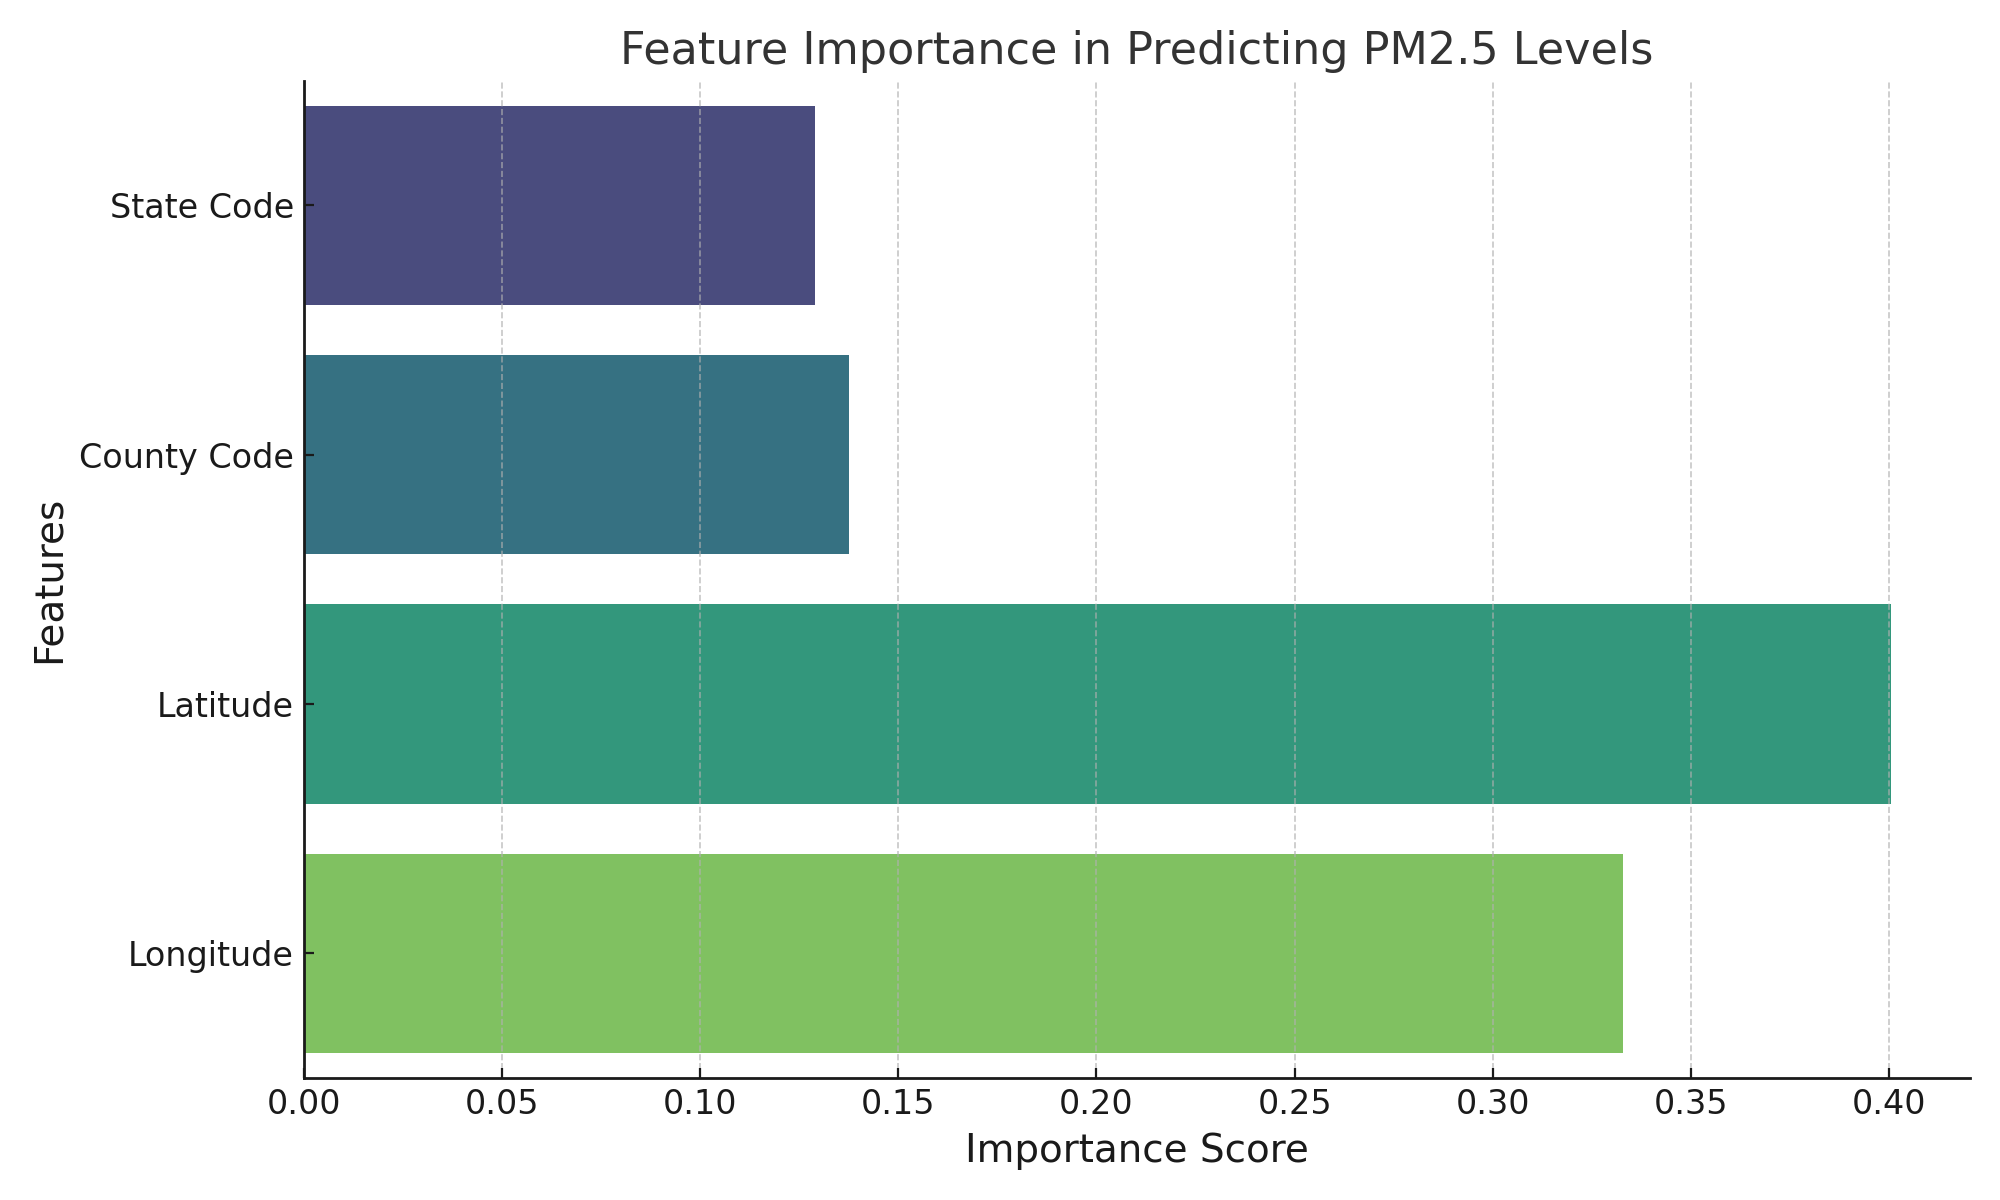 Feature Importance in Predicting PM2.5 Levels
State Code
County Code
Latitude
Longitude
Features
0.00 0.05 0.10 0.15 0.20 0.25 0.30 0.35 0.40
Importance Score